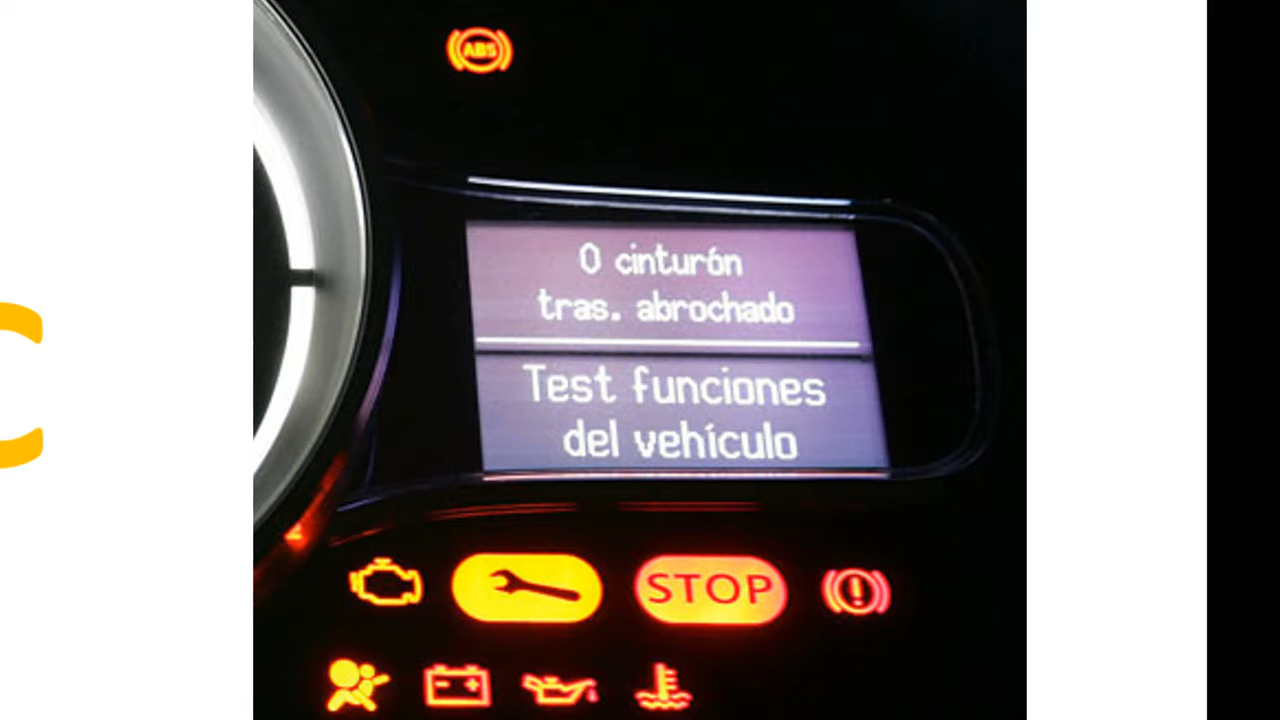 ABS
0 cinturón
tras. abrochado
Test funciones
del vehículo
STOP